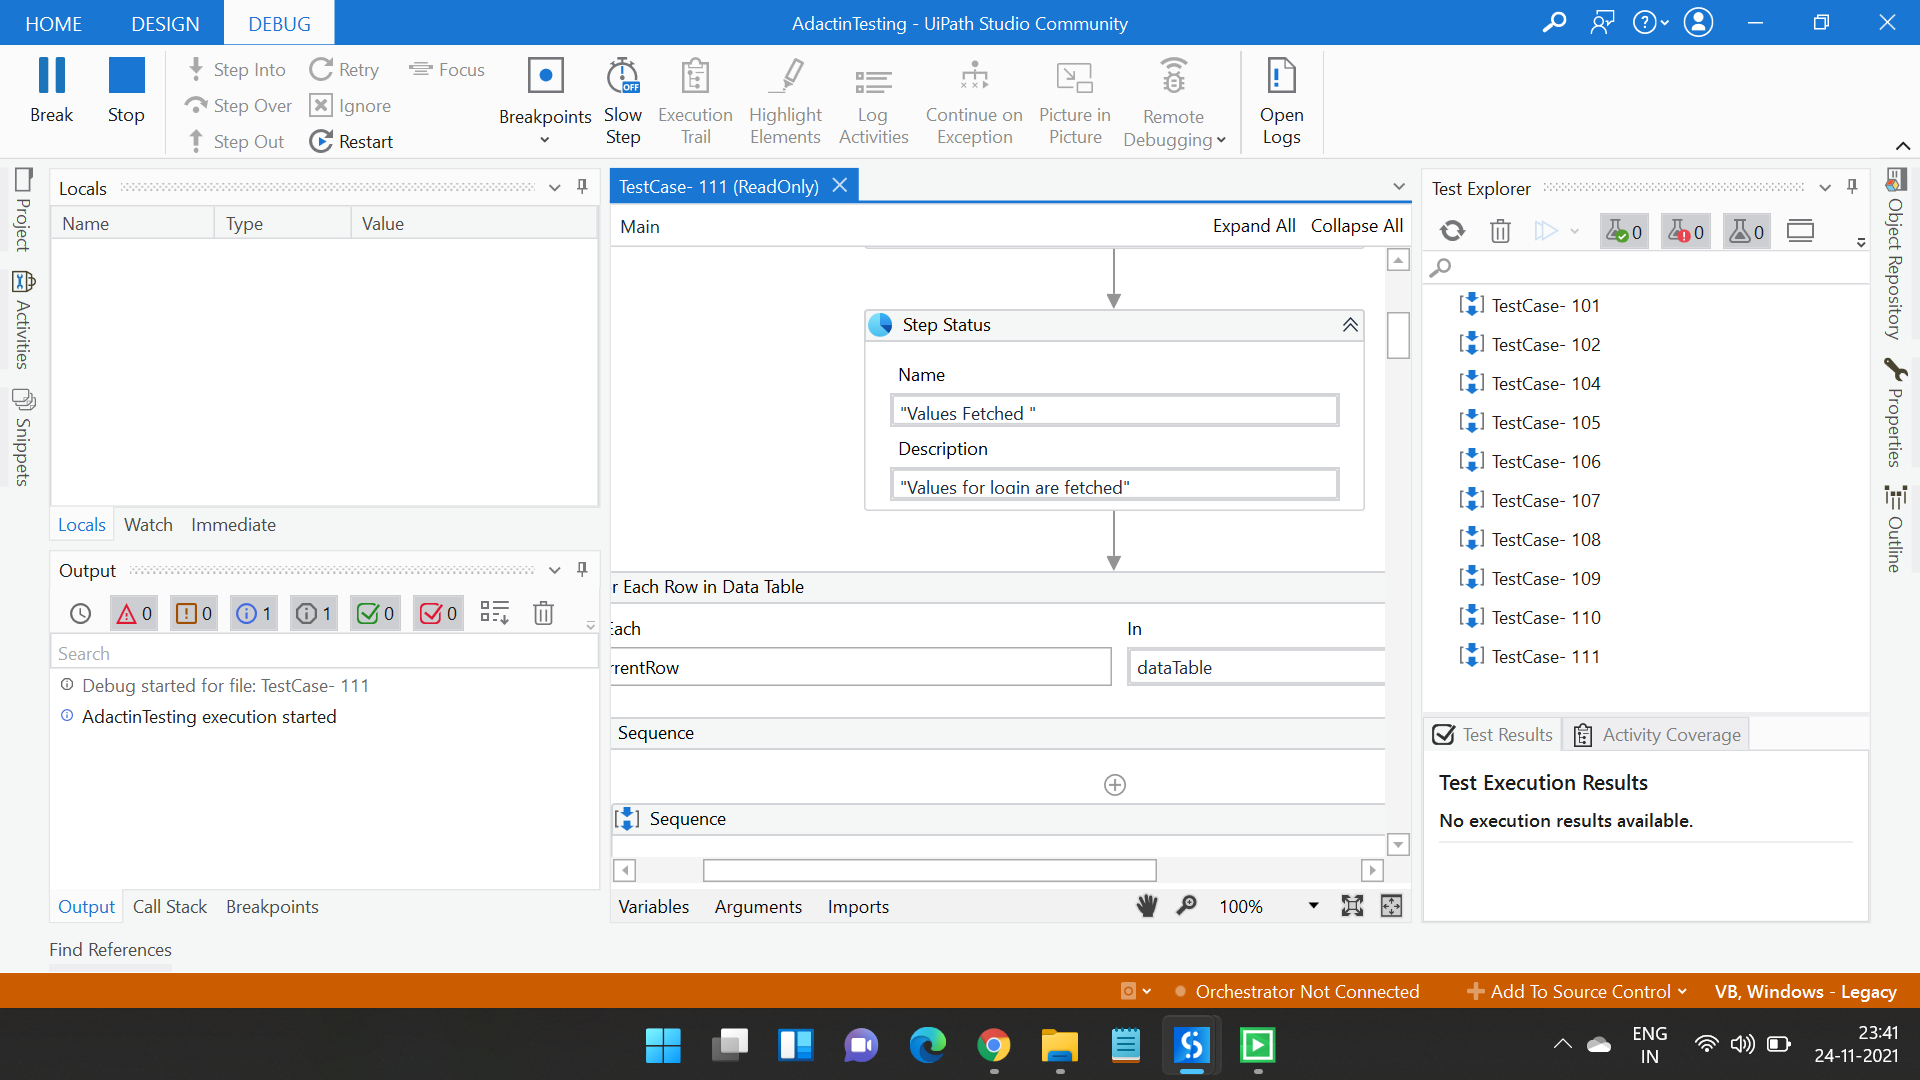 HOME DESIGN DEBUG
AdactinTesting - UiPath Studio Community
Break
Stop
Step Into
Step Over
Step Out
Retry
Ignore
Restart
Focus
Breakpoints
Slow
Step
OFF
Execution
Trail
Highlight
Elements
Log
Activities
Continue on
Exception
Picture in
Picture
Remote
Debugging
Open
Logs
Project
Activities
Snippets
Locals
Name Type Value
Locals Watch Immediate
Output
0 0 1 1 0 0
Search
Debug started for file: TestCase- 111
AdactinTesting execution started
Output Call Stack Breakpoints
Find References
TestCase- 111 (ReadOnly)
Main Expand All Collapse All
Step Status
Name
"Values Fetched "
Description
"Values for login are fetched"
r Each Row in Data Table
Each In
rrentRow dataTable
Sequence
Sequence
Variables Arguments Imports 100%
Test Explorer
0 0 0
TestCase- 101
TestCase- 102
TestCase- 104
TestCase- 105
TestCase- 106
TestCase- 107
TestCase- 108
TestCase- 109
TestCase- 110
TestCase- 111
Test Results Activity Coverage
Test Execution Results
No execution results available.
Object Repository
Properties
Outline
Orchestrator Not Connected Add To Source Control VB, Windows - Legacy
ENG
IN
23:41
24-11-2021